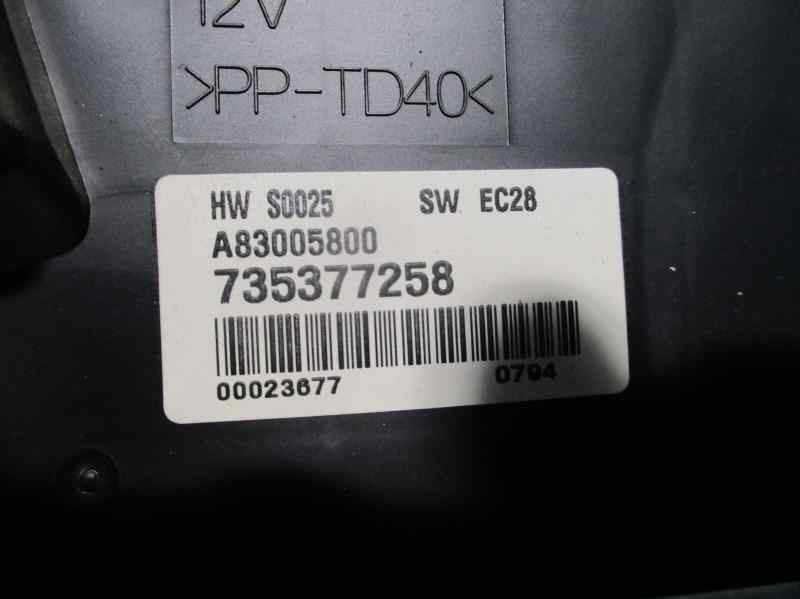 12V
>PP-TD40<
HW S0025 SW EC28
A83005800
735377258
00023677 0794